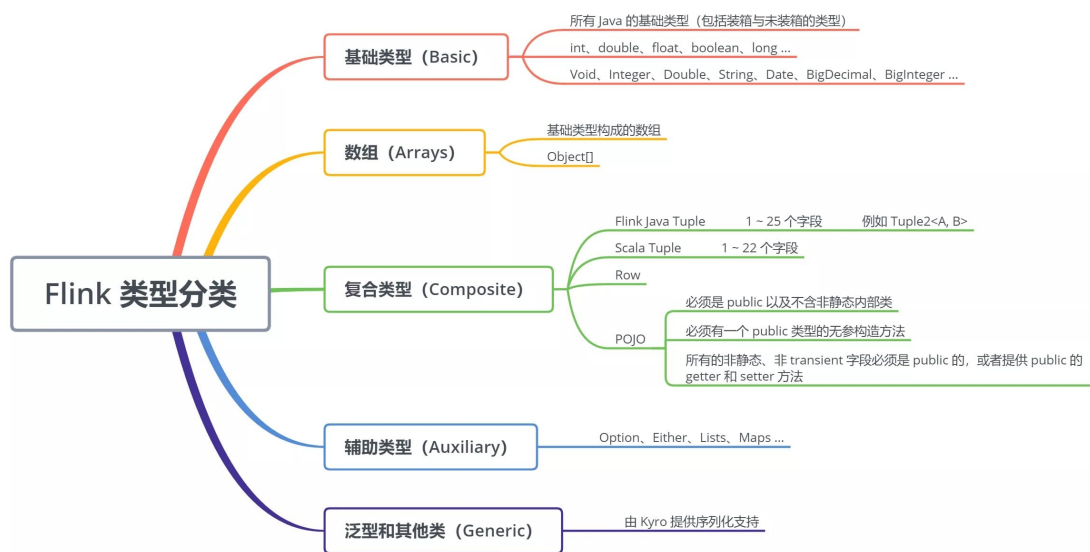 Flink 类型分类
基础类型（Basic）
所有 Java 的基础类型（包括装箱与未装箱的类型）
int、double、float、boolean、long ...
Void、Integer、Double、String、Date、BigDecimal、BigInteger ...
数组（Arrays）
基础类型构成的数组
Object[]
复合类型（Composite）
Flink Java Tuple 1 ~ 25 个字段 例如 Tuple2<A, B>
Scala Tuple 1 ~ 22 个字段
Row
POJO
必须是 public 以及不含非静态内部类
必须有一个 public 类型的无参构造方法
所有的非静态、非 transient 字段必须是 public 的，或者提供 public 的
getter 和 setter 方法
辅助类型（Auxiliary）
Option、Either、Lists、Maps ...
泛型和其他类（Generic）
由 Kyro 提供序列化支持